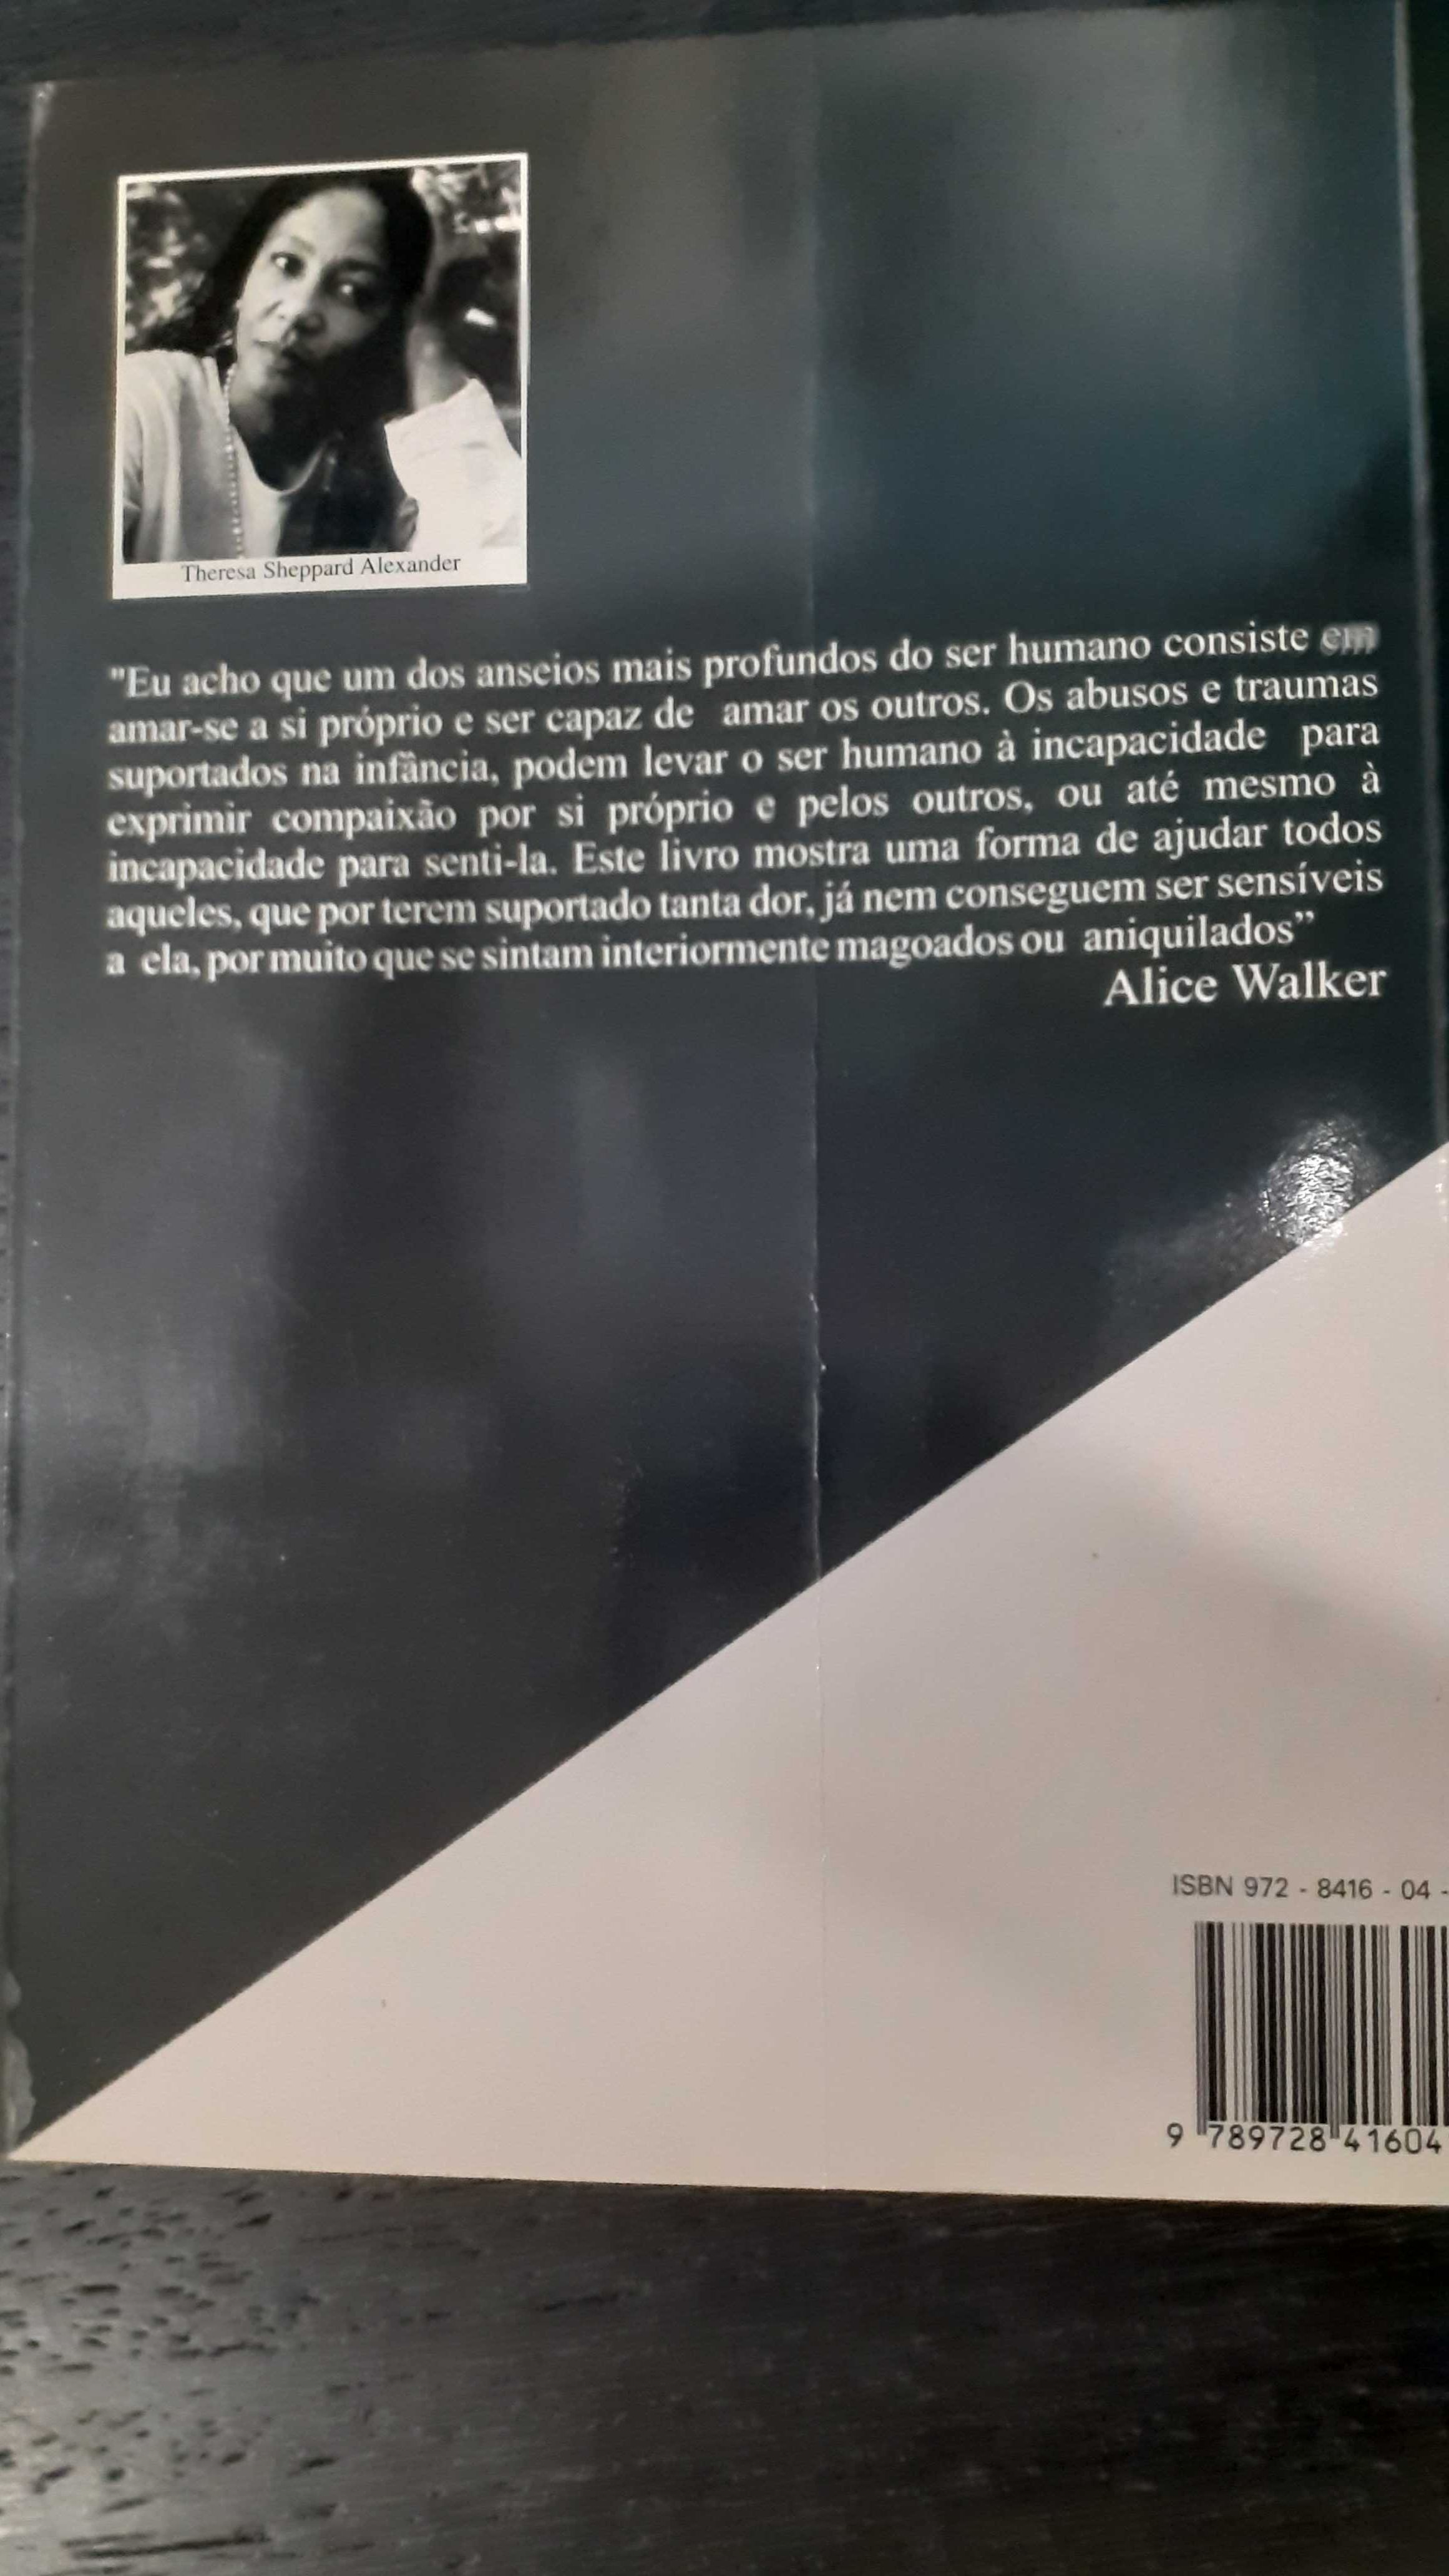 Theresa Sheppard Alexander
"Eu acho que um dos anseios mais profundos do ser humano consiste em
amar-se a si próprio e ser capaz de amar os outros. Os abusos e traumas
suportados na infância, podem levar o ser humano à incapacidade para
exprimir compaixão por si próprio e pelos outros, ou até mesmo à
incapacidade para senti-la. Este livro mostra uma forma de ajudar todos
aqueles, que por terem suportado tanta dor, já nem conseguem ser sensíveis
a ela, por muito que se sintam interiormente magoados ou aniquilados”
Alice Walker
ISBN 972 - 8416 - 04 -
9 789728 41604